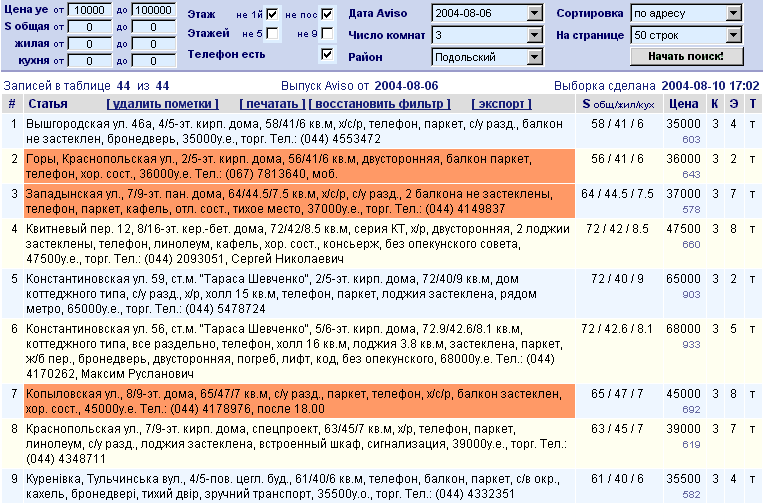 Цена уе от 10000 до 100000 Этаж не 1й не пос Дата Aviso 2004-08-06 Сортировка по адресу
S общая от 0 до 0 Этажей не 5 не 9 Число комнат 3 На странице 50 строк
жилая от 0 до 0 Телефон есть Район Подольский Начать поиск!
кухня от 0 до 0
Записей в таблице 44 из 44 Выпуск Aviso от 2004-08-06 Выборка сделана 2004-08-10 17:02
# Статья [ удалить пометки ] [ печатать ] [ восстановить фильтр ] [ экспорт ] S общ/жил/кух Цена К Э Т
1 Вышгородская ул. 46а, 4/5-эт. кирп. дома, 58/41/6 кв.м, х/с/р, телефон, паркет, с/у разд., балкон 58 / 41 / 6 35000 3 4 т
не застеклен, бронедверь, 35000у.е., торг. Тел.: (044) 4553472 603
2 Горы, Краснопольская ул., 2/5-эт. кирп. дома, 56/41/6 кв.м, двусторонняя, балкон паркет, 56 / 41 / 6 36000 3 2 т
телефон, хор. сост., 36000у.е. Тел.: (067) 7813640, моб. 643
3 Западынская ул., 7/9-эт. пан. дома, 64/44.5/7.5 кв.м, х/с/р, с/у разд., 2 балкона не застеклены, 64 / 44.5 / 7.5 37000 3 7 т
телефон, паркет, кафель, отл. сост., тихое место, 37000у.е., торг. Тел.: (044) 4149837 578
4 Квитневый пер. 12, 8/16-эт. кер.-бет. дома, 72/42/8.5 кв.м, серия КТ, х/р, двусторонняя, 2 лоджии 72 / 42 / 8.5 47500 3 8 т
застеклены, телефон, линолеум, кафель, хор. сост., консьерж, без опекунского совета, 660
47500у.е., торг. Тел.: (044) 2093051, Сергей Николаевич
5 Константиновская ул. 59, ст.м. "Тараса Шевченко", 2/5-эт. кирп. дома, 72/40/9 кв.м, дом 72 / 40 / 9 65000 3 2 т
коттеджного типа, с/у разд., х/р, холл 15 кв.м, телефон, паркет, лоджия застеклена, рядом 903
метро, 65000у.е., торг. Тел.: (044) 5478724
6 Константиновская ул. 56, ст.м. "Тараса Шевченко", 5/6-эт. кирп. дома, 72.9/42.6/8.1 кв.м, 72 / 42.6 / 8.1 68000 3 5 т
коттеджного типа, все раздельно, телефон, холл 16 кв.м, лоджия 3.8 кв.м, застеклена, паркет, 933
ж/б пер., бронедверь, двусторонняя, погреб, лифт, код, без опекунского, 68000у.е. Тел.: (044)
4170262, Максим Русланович
7 Копыловская ул., 8/9-эт. дома, 65/47/7 кв.м, с/у разд., паркет, телефон, х/с/р, балкон застеклен, 65 / 47 / 7 45000 3 8 т
хор. сост., 45000у.е. Тел.: (044) 4178976, после 18.00 692
8 Краснопольская ул., 7/9-эт. кирп. дома, спецпроект, 63/45/7 кв.м, х/р, телефон, паркет, 63 / 45 / 7 39000 3 7 т
линолеум, с/у разд., лоджия застеклена, встроенный шкаф, сигнализация, 39000у.е., торг. Тел.: 619
(044) 4348711
9 Куренівка, Тульчинська вул., 4/5-пов. цегл. буд., 61/40/6 кв.м, телефон, балкон, паркет, с/в окр., 61 / 40 / 6 35500 3 4 т
кахель, бронедвері, тихий двір, зручний транспорт, 35500у.о., торг. Тел.: (044) 4332351 582